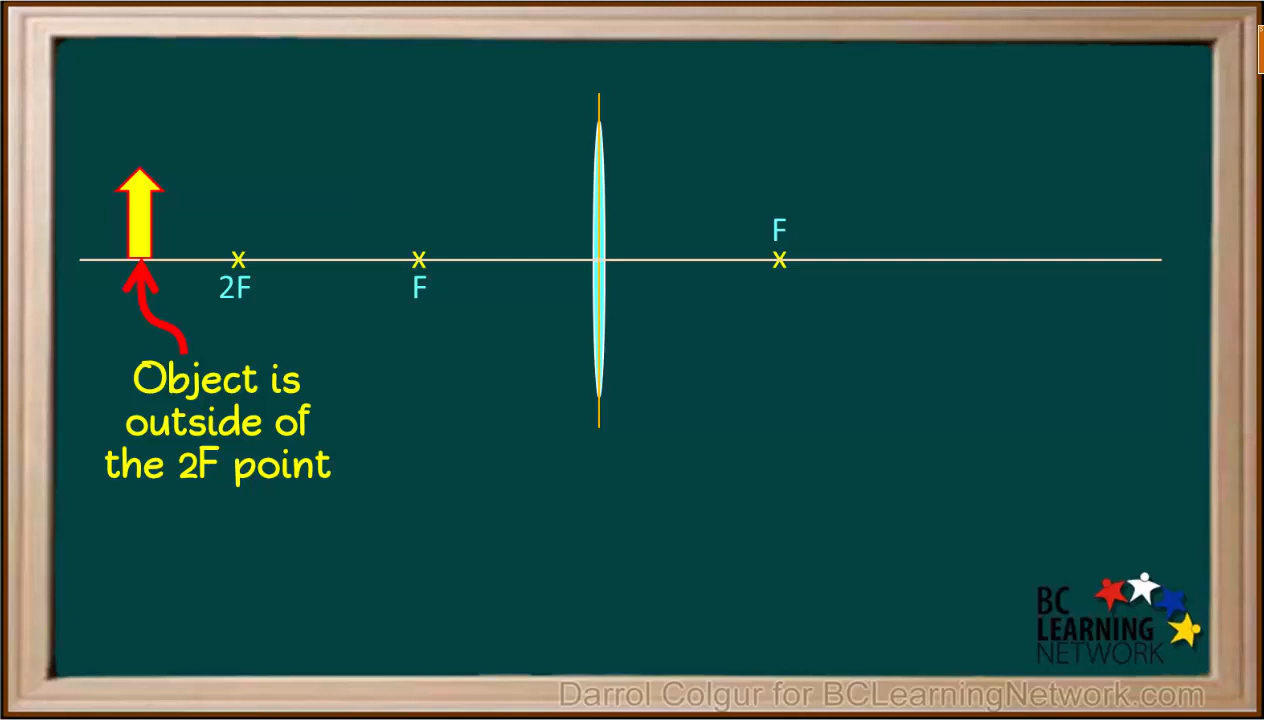 F
2F
F
Object is
outside of
the 2F point
BC
LEARNING
NETWORK
Darrol Colgur for BCLearningNetwork.com